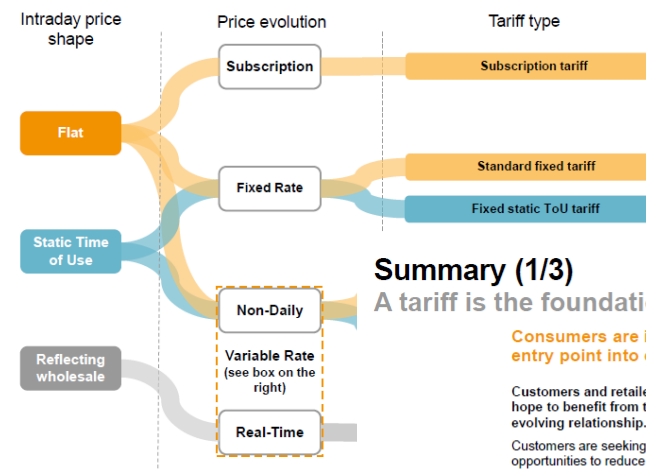 Intraday price
shape
Price evolution
Tariff type
Subscription
Subscription tariff
Flat
Standard fixed tariff
Fixed Rate
Fixed static ToU tariff
Static Time
of Use
Summary (1/3)
A tariff is the
Non-Daily
Consumers are
entry point into
Variable Rate
(see box on the
right)
Reflecting
wholesale
Customers and
hope to benefit from
evolving relationship.
Real-Time
Customers are seeking
opportunities to reduce